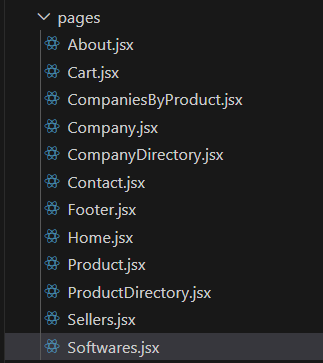 pages
About.jsx
Cart.jsx
CompaniesByProduct.jsx
Company.jsx
CompanyDirectory.jsx
Contact.jsx
Footer.jsx
Home.jsx
Product.jsx
ProductDirectory.jsx
Sellers.jsx
Softwares.jsx